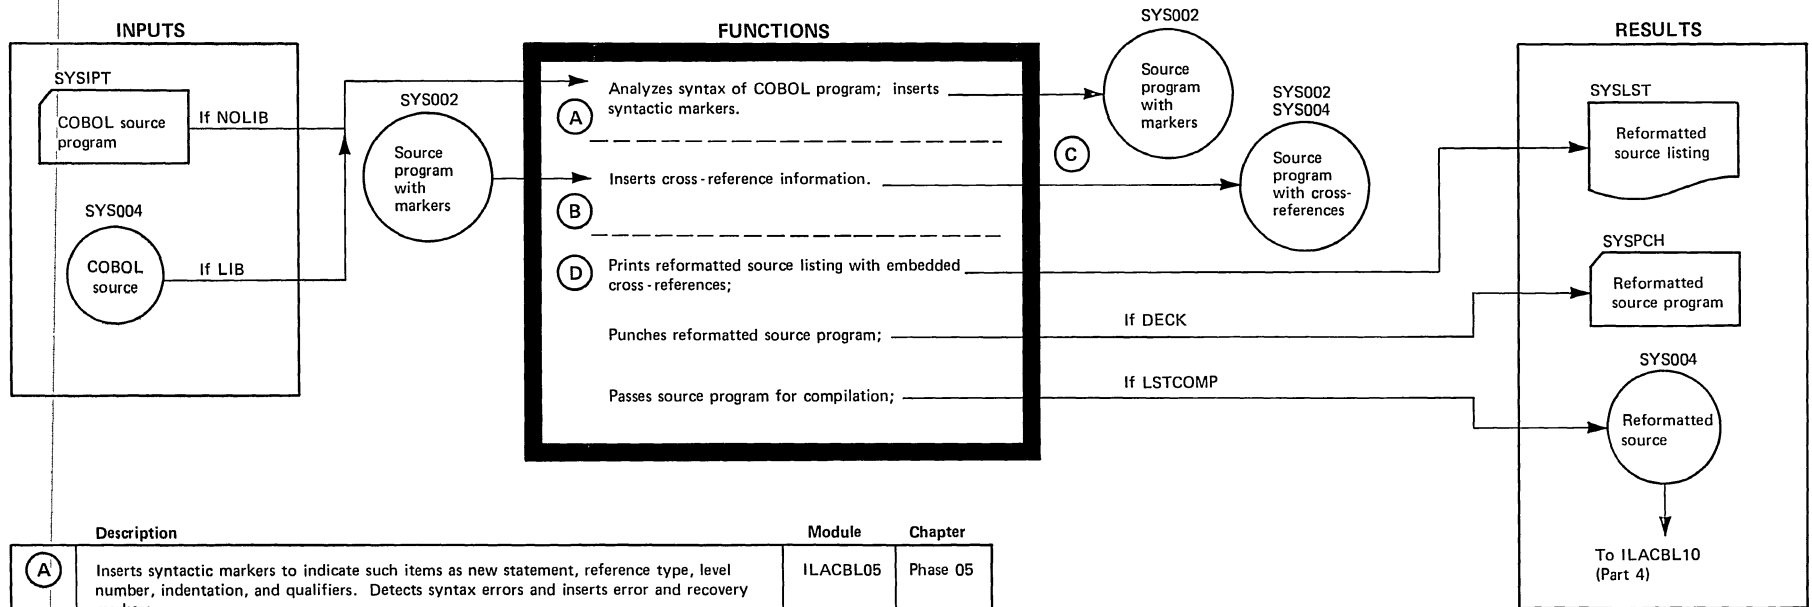 INPUTS
FUNCTIONS
SYS002
RESULTS
SYSIPT
COBOL source
program
If NOLIB
SYS002
Source
program
with
markers
SYS004
COBOL
source
If LIB
Analyzes syntax of COBOL program; inserts
syntactic markers.
A
Inserts cross-reference information.
B
D
Prints reformatted source listing with embedded
cross-references;
Punches reformatted source program;
Passes source program for compilation;
Source
program
with
markers
C
SYS002
SYS004
Source
program
with cross-
references
If DECK
If LSTCOMP
SYSLST
Reformatted
source listing
SYSPCH
Reformatted
source program
SYS004
Reformatted
source
To ILACBL10
(Part 4)
Description
Module
Chapter
A
Inserts syntactic markers to indicate such items as new statement, reference type, level
number, indentation, and qualifiers. Detects syntax errors and inserts error and recovery
ILACBL05
Phase 05